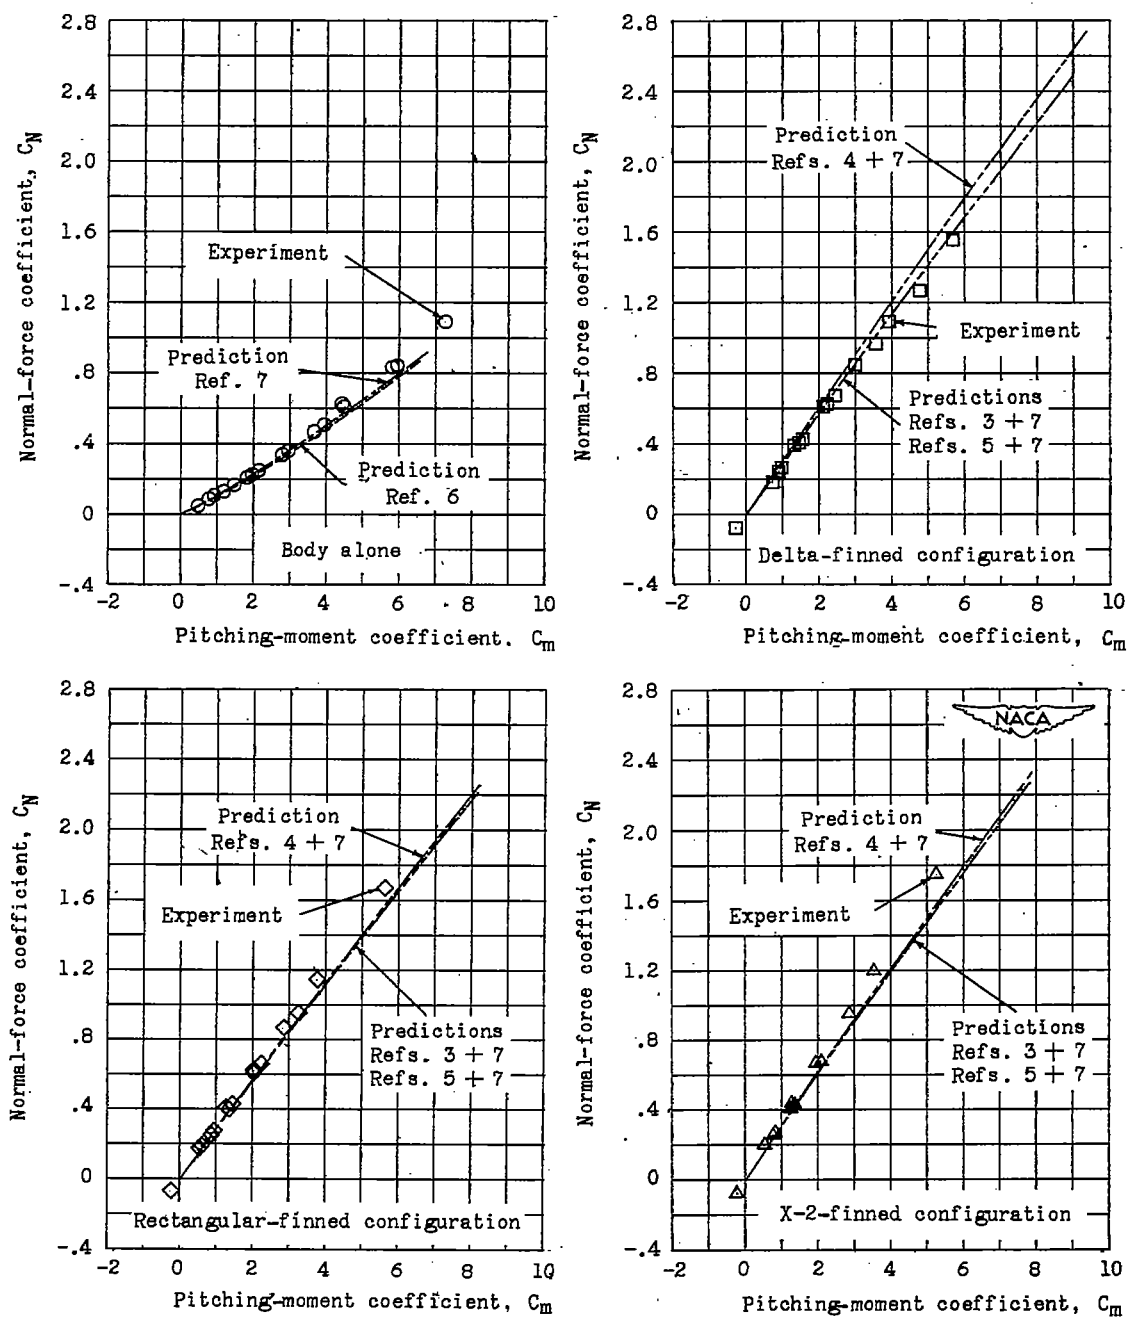 2.8
2.4
2.0
1.6
1.2
.8
.4
0
-.4
Normal-force coefficient, C_N
Experiment
Prediction
Ref. 7
Prediction
Ref. 6
Body alone
-2 0 2 4 6 8 10
Pitching-moment coefficient. C_m
2.8
2.4
2.0
1.6
1.2
.8
.4
0
-.4
Normal-force coefficient, C_N
Prediction
Refs. 4 + 7
Experiment
Predictions
Refs. 3 + 7
Refs. 5 + 7
Delta-finned configuration
-2 0 2 4 6 8 10
Pitching-moment coefficient, C_m
2.8
2.4
2.0
1.6
1.2
.8
.4
0
-.4
Normal-force coefficient, C_N
Prediction
Refs. 4 + 7
Experiment
Predictions
Refs. 3 + 7
Refs. 5 + 7
Rectangular-finned configuration
-2 0 2 4 6 8 10
Pitching-moment coefficient, C_m
2.8
2.4
2.0
1.6
1.2
.8
.4
0
-.4
Normal-force coefficient, C_N
NACA
Prediction
Refs. 4 + 7
Experiment
Predictions
Refs. 3 + 7
Refs. 5 + 7
X-2-finned configuration
-2 0 2 4 6 8 10
Pitching-moment coefficient, C_m